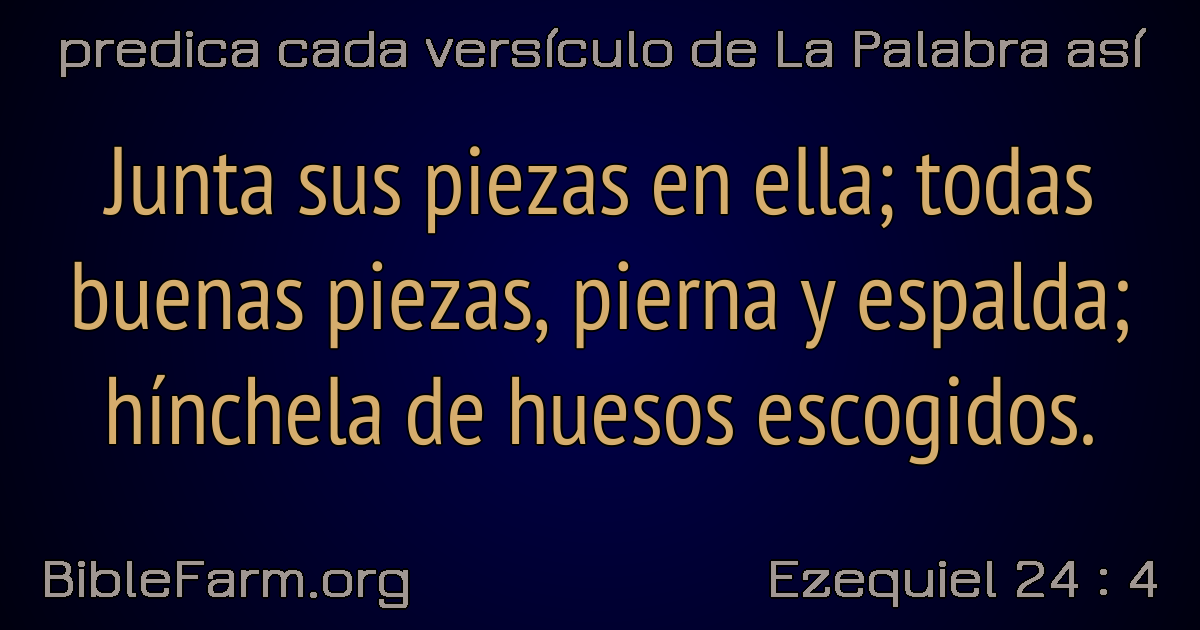 predica cada versículo de La Palabra así
Junta sus piezas en ella; todas
buenas piezas, pierna y espalda;
hínchela de huesos escogidos.
BibleFarm.org
Ezequiel 24 : 4